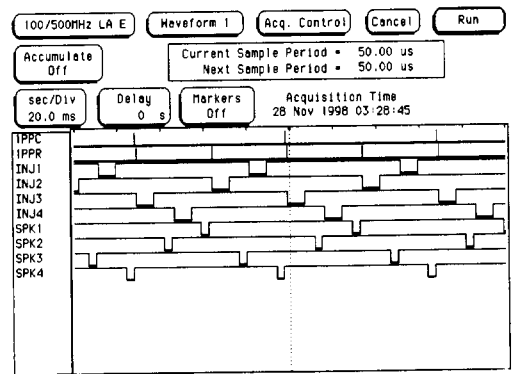 100/500MHz LA E
Waveform 1
Acq. Control
Cancel
Run
Accumulate
Off
Current Sample Period = 50.00 us
Next Sample Period = 50.00 us
sec/Div
20.0 ms
Delay
0 s
Markers
Off
Acquisition Time
28 Nov 1998 03:28:45
1PPC
1PPR
INJ1
INJ2
INJ3
INJ4
SPK1
SPK2
SPK3
SPK4